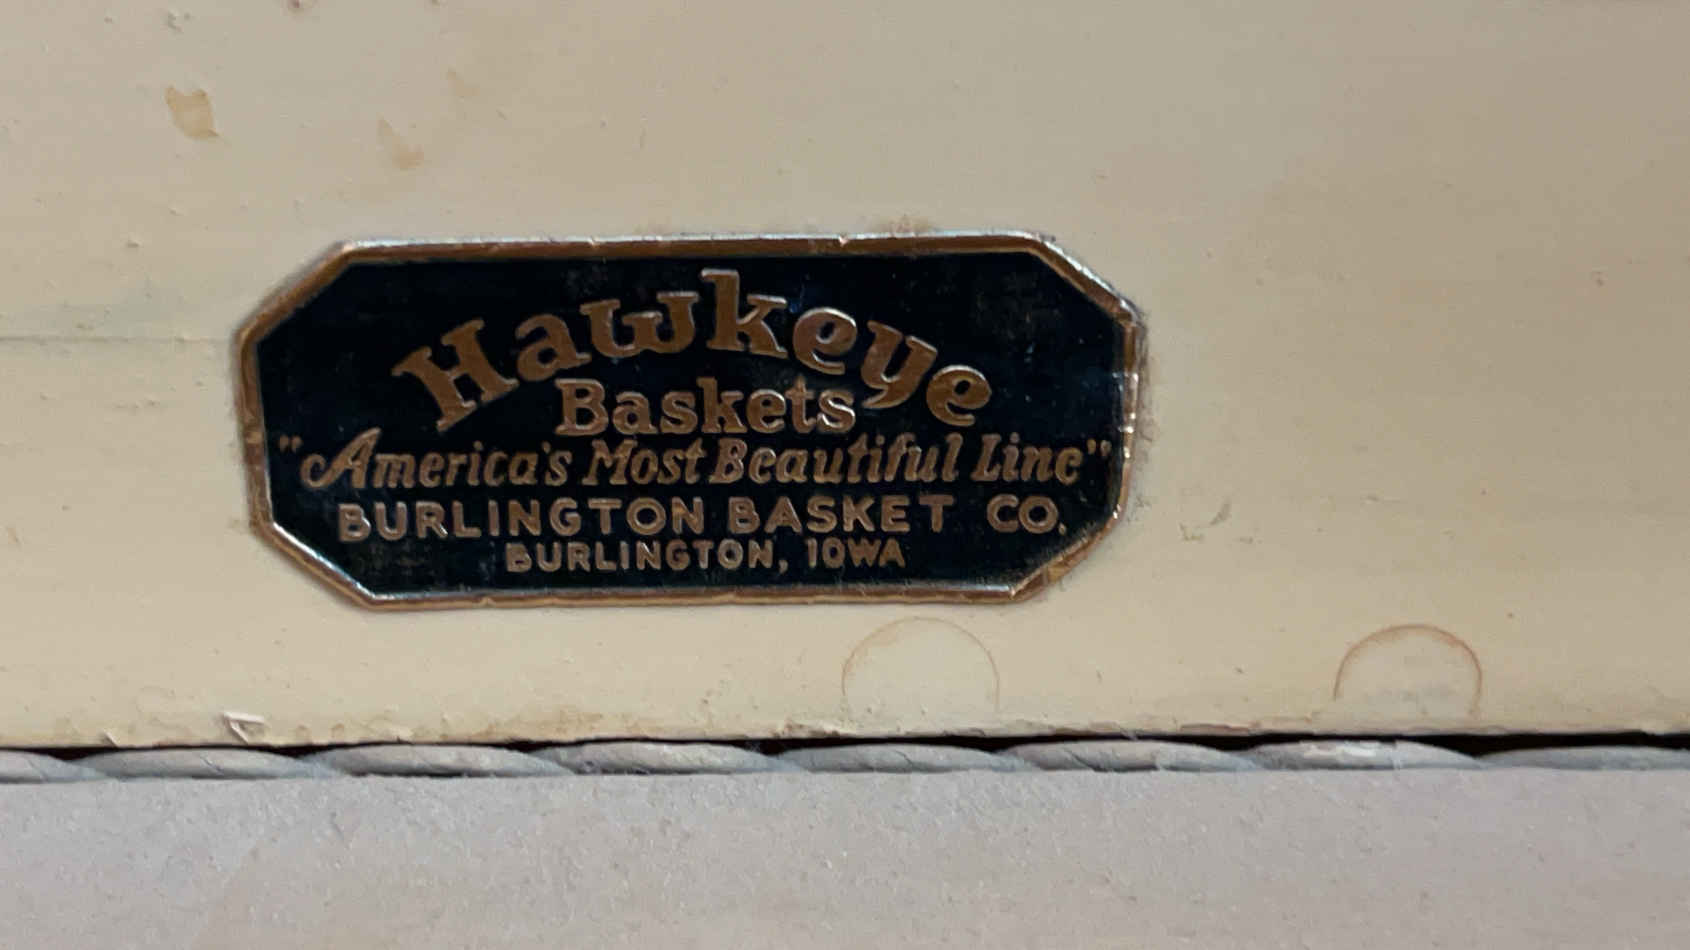 Hawkeye
Baskets
"America's Most Beautiful Line"
BURLINGTON BASKET CO.
BURLINGTON, IOWA